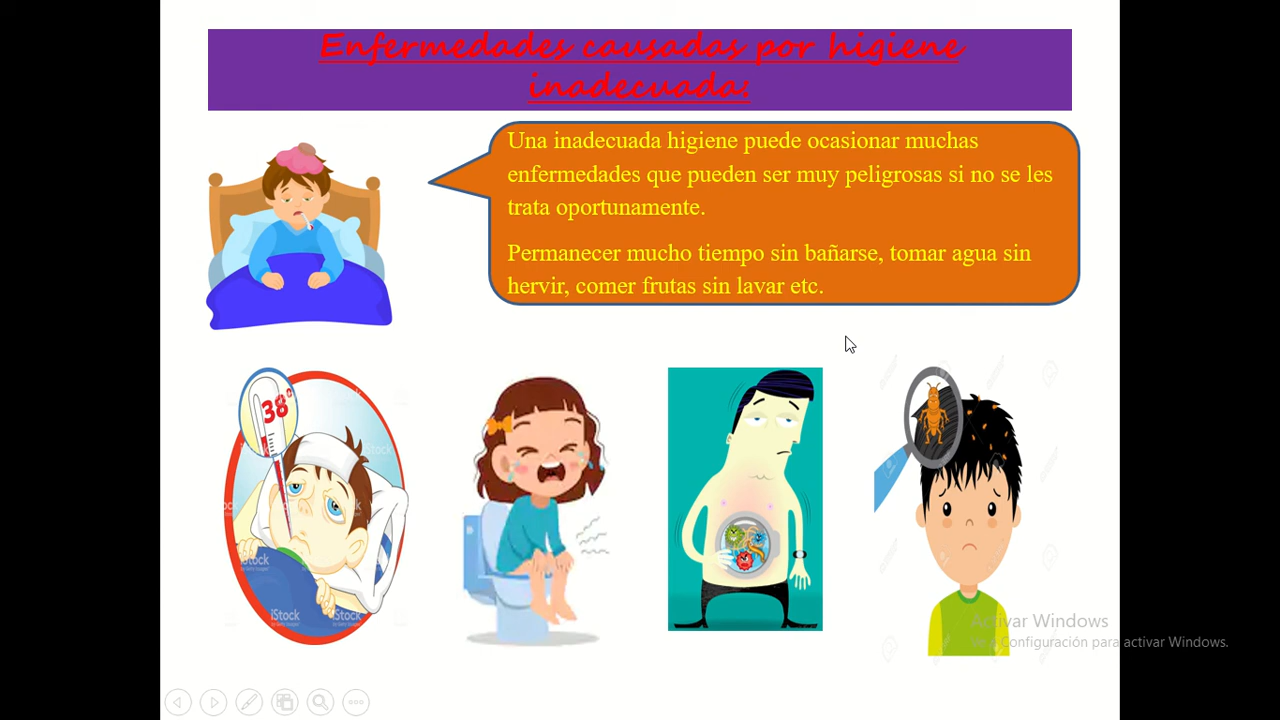 Enfermedades causadas por higiene
inadecuada:
Una inadecuada higiene puede ocasionar muchas
enfermedades que pueden ser muy peligrosas si no se les
trata oportunamente.
Permanecer mucho tiempo sin bañarse, tomar agua sin
hervir, comer frutas sin lavar etc.
38°
iStock
iStock
iStock
iStock
Activar Windows
Ve a Configuración para activar Windows.